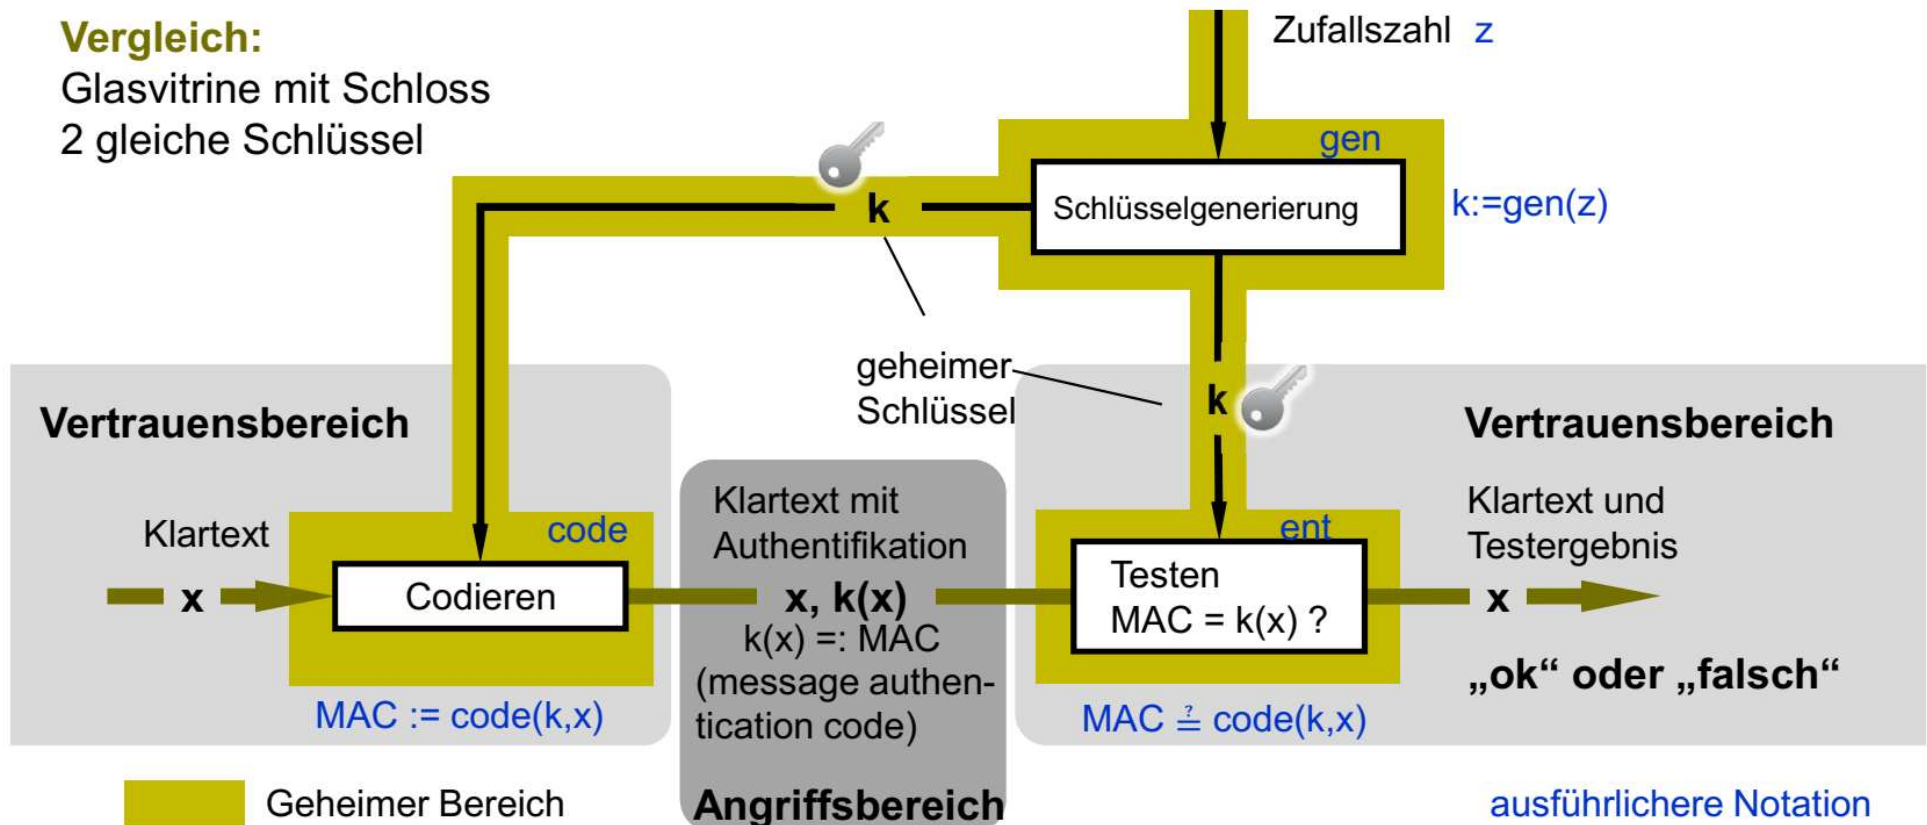 Vergleich:
Glasvitrine mit Schloss
2 gleiche Schlüssel
Zufallszahl z
gen
Schlüsselgenerierung
k:=gen(z)
k
geheimer
Schlüssel
k
Vertrauensbereich
Klartext
x
code
Codieren
MAC := code(k,x)
Klartext mit
Authentifikation
x, k(x)
k(x) =: MAC
(message authen-
tication code)
Angriffsbereich
ent
Testen
MAC = k(x) ?
MAC ≟ code(k,x)
Vertrauensbereich
Klartext und
Testergebnis
x
„ok“ oder „falsch“
Geheimer Bereich
ausführlichere Notation